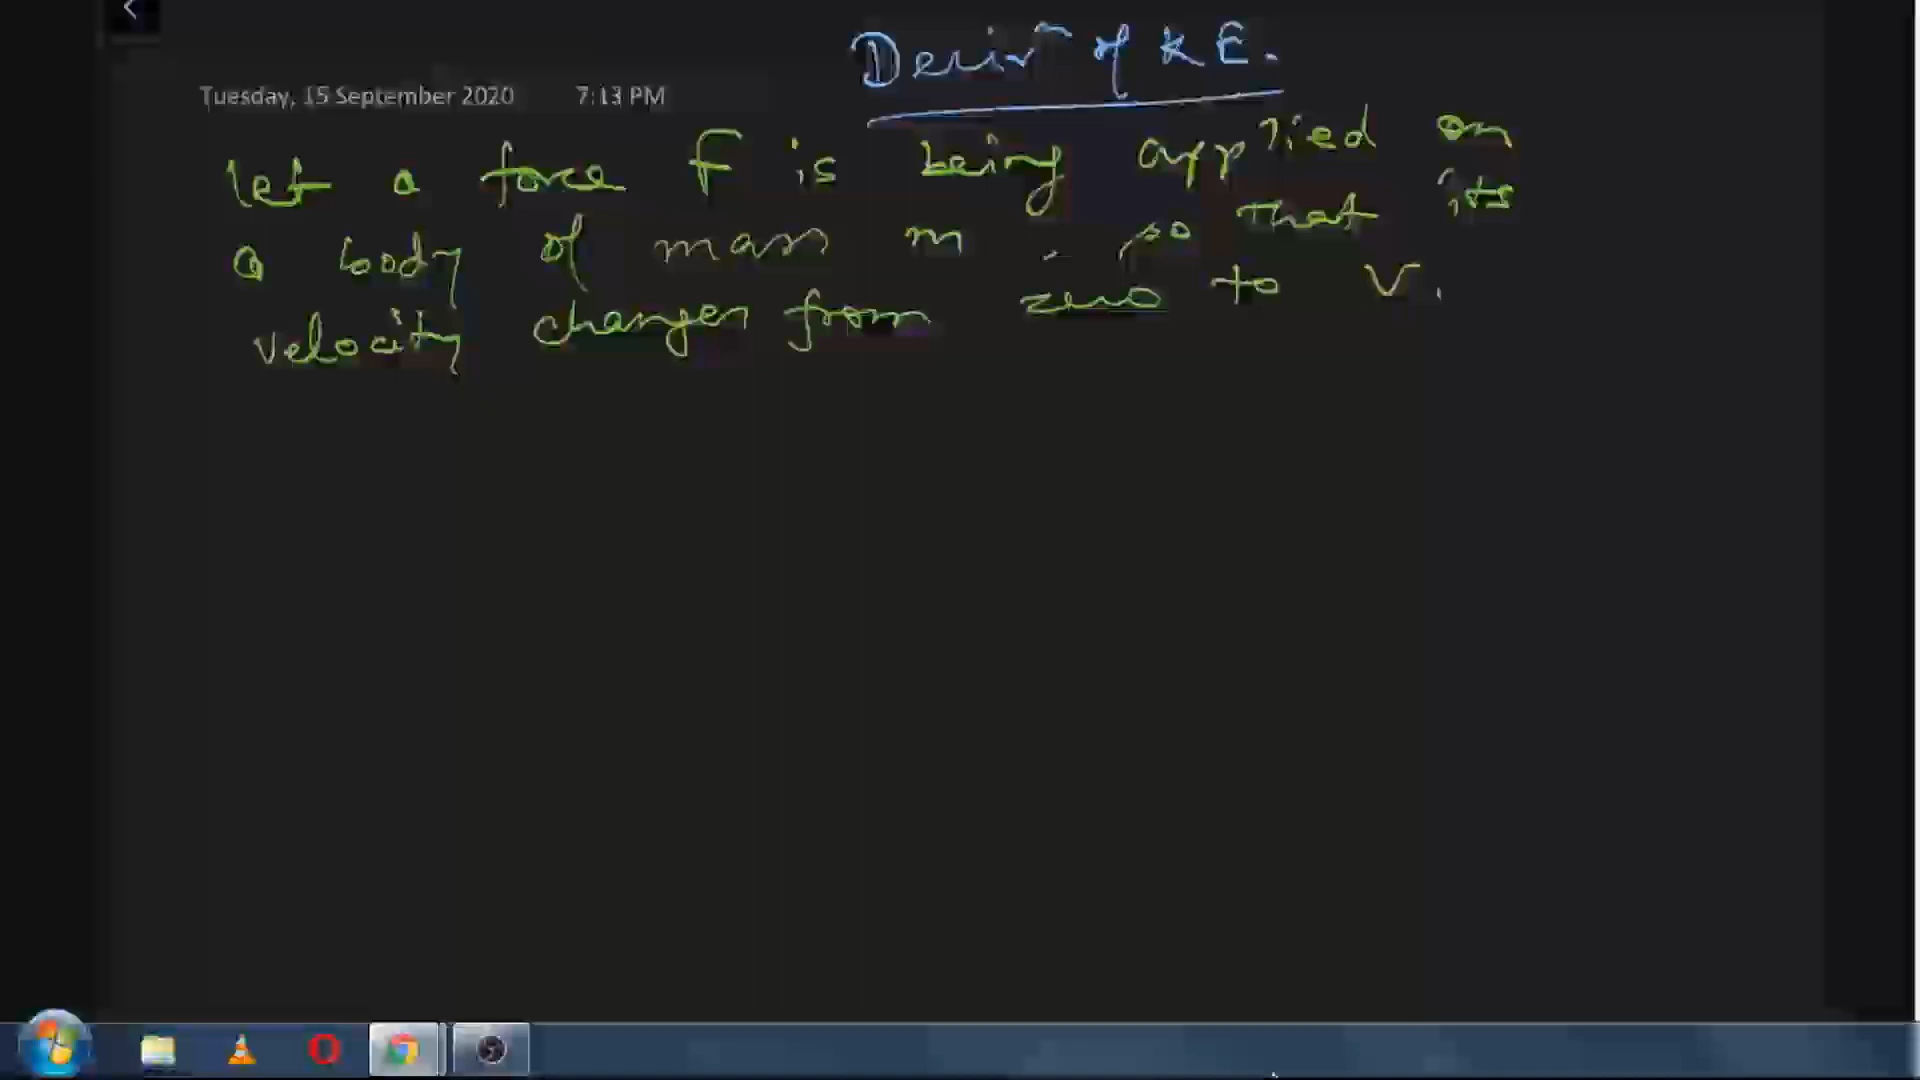 Derivⁿ of K E.
Tuesday, 15 September 2020 7:13 PM
let a force F is being applied on
a body of mass m . so that its
velocity changes from zero to V.